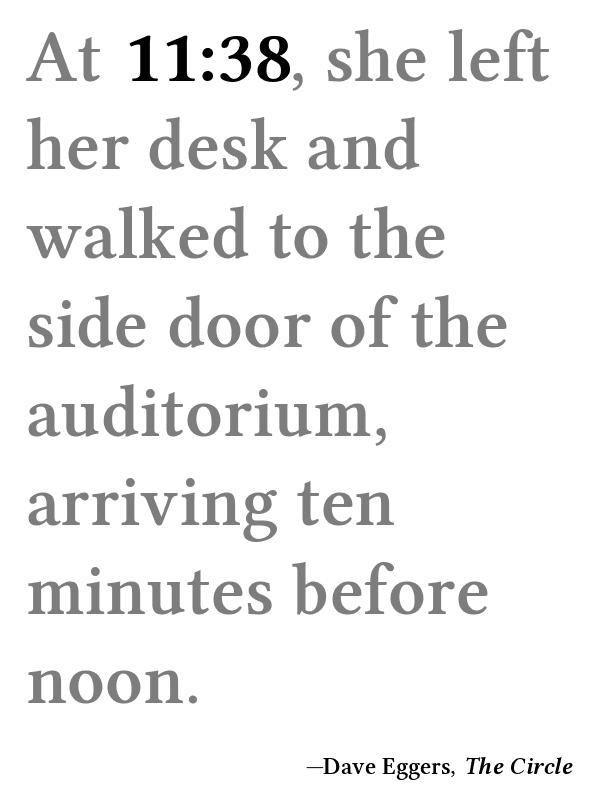 At 11:38, she left
her desk and
walked to the
side door of the
auditorium,
arriving ten
minutes before
noon.
—Dave Eggers, The Circle